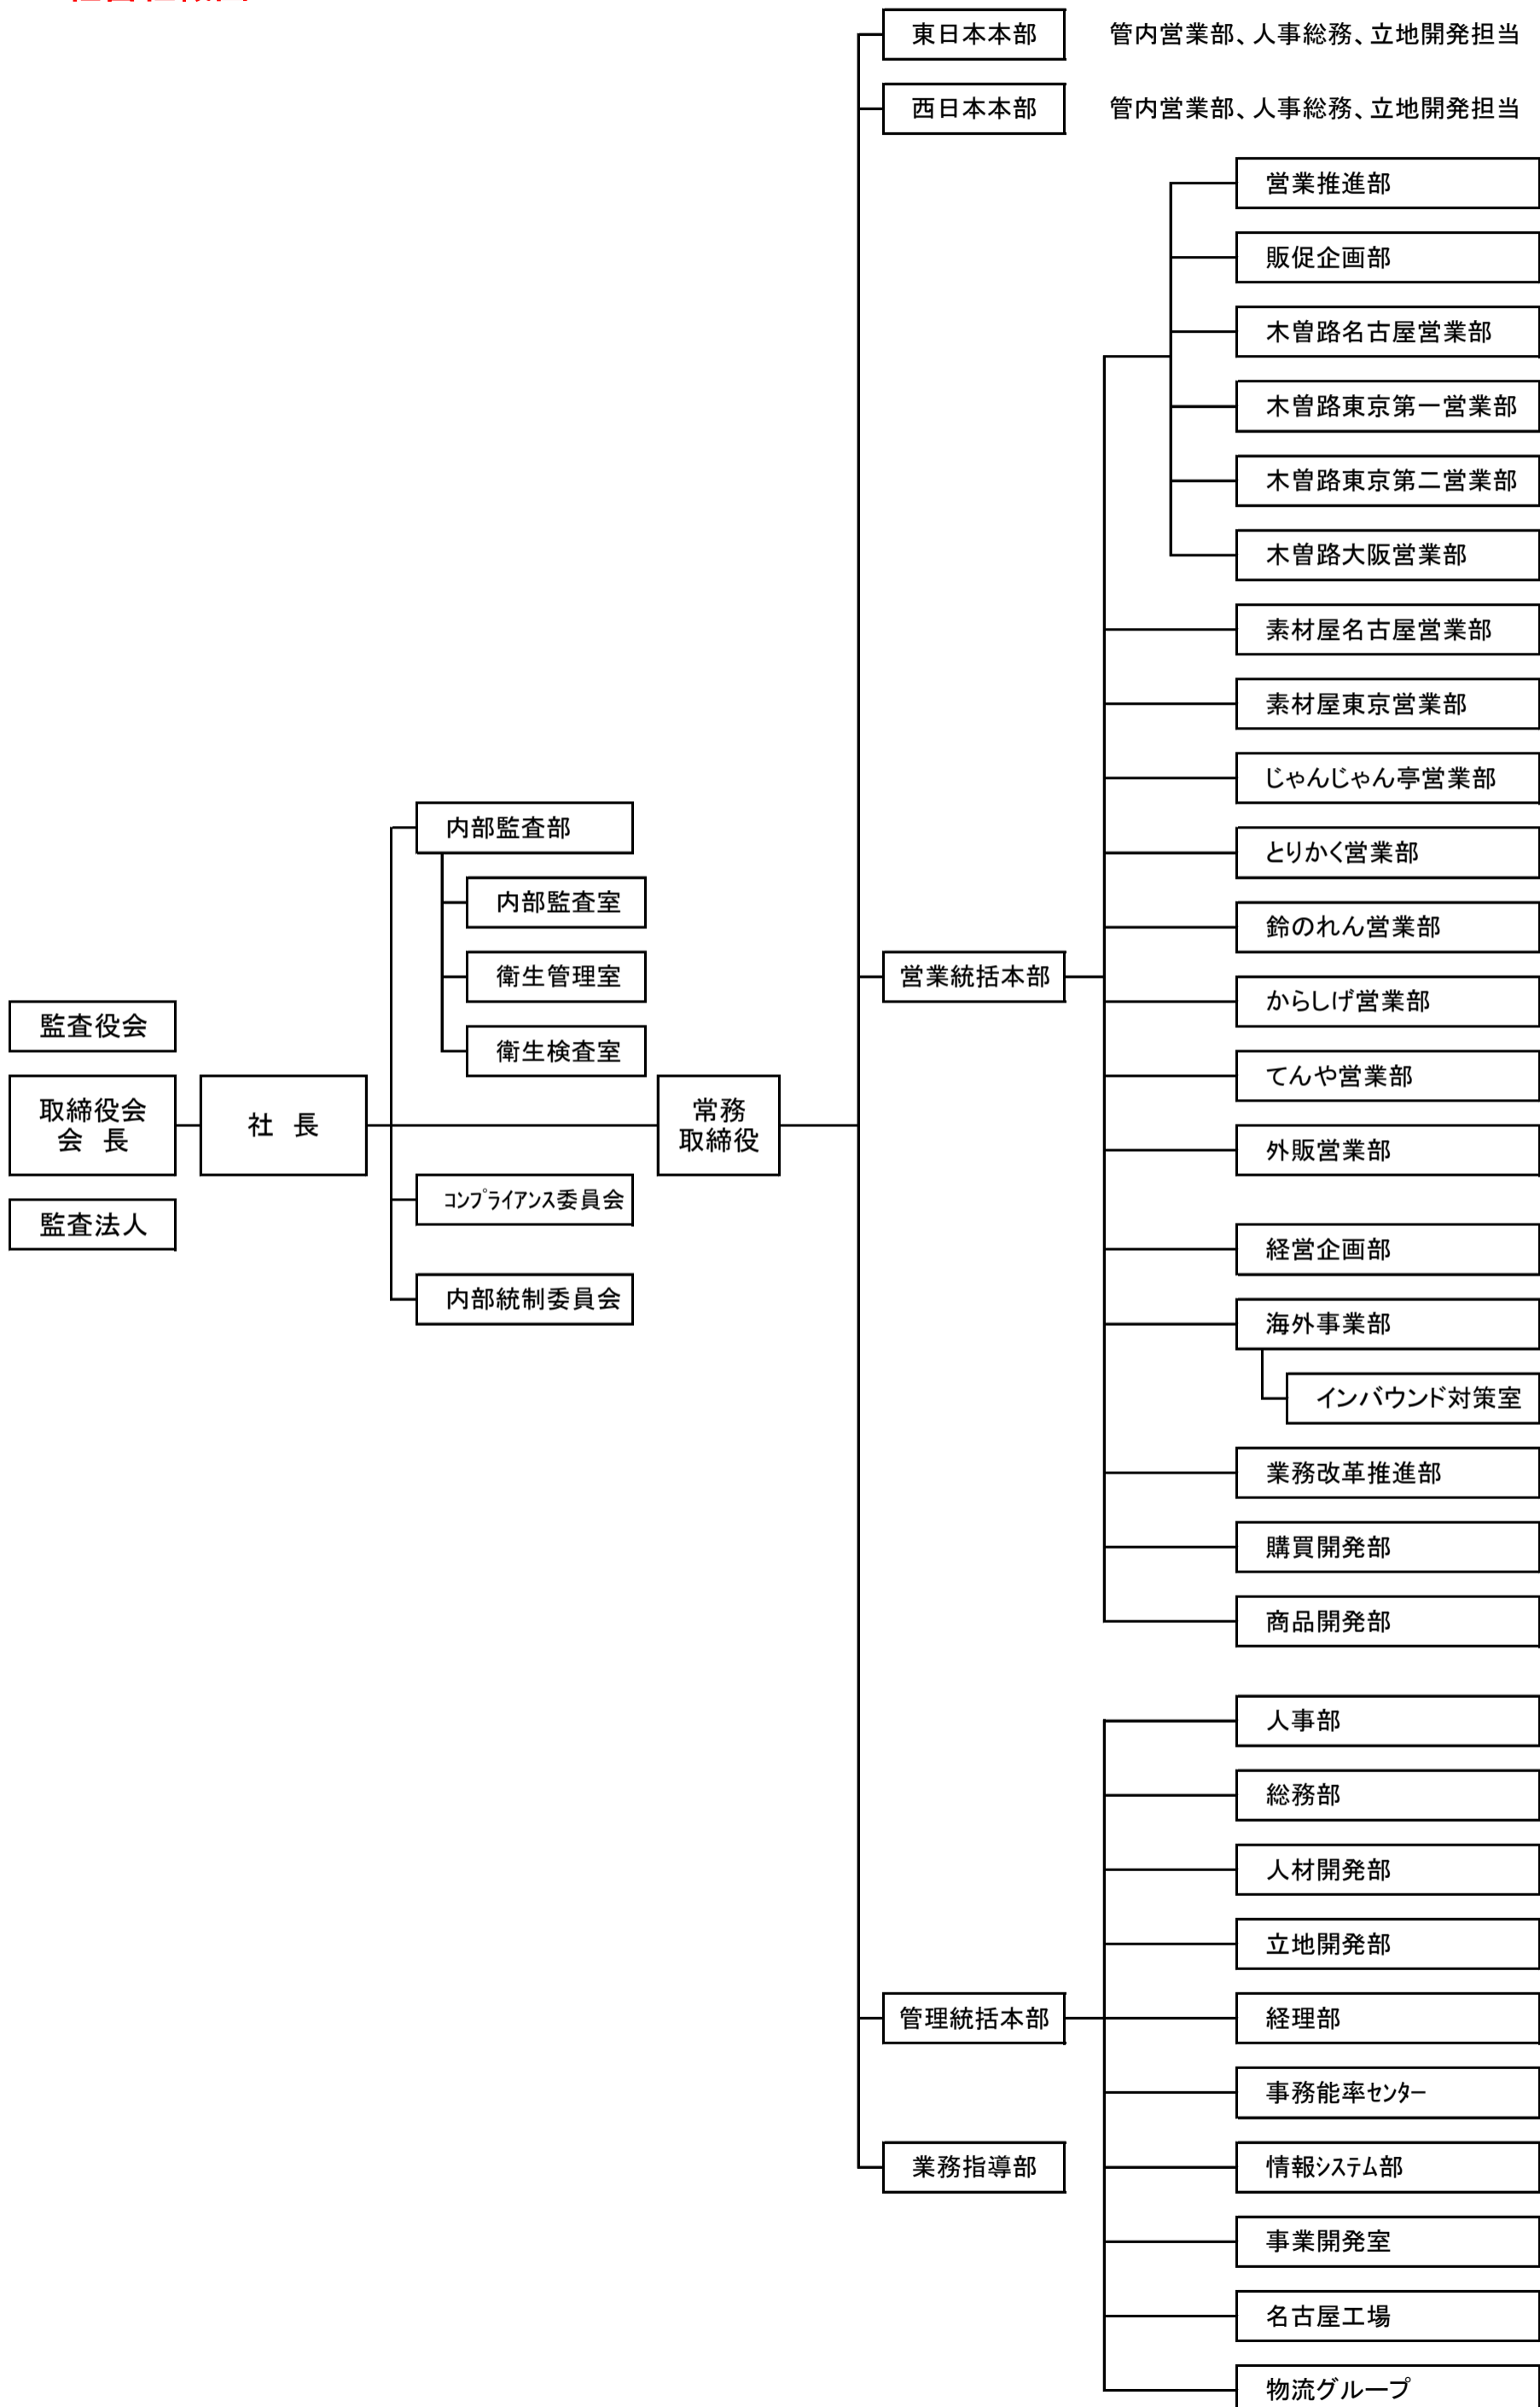 東日本本部 管内営業部、人事総務、立地開発担当
西日本本部 管内営業部、人事総務、立地開発担当
営業推進部
販促企画部
木曽路名古屋営業部
木曽路東京第一営業部
木曽路東京第二営業部
木曽路大阪営業部
素材屋名古屋営業部
素材屋東京営業部
じゃんじゃん亭営業部
内部監査部
とりかく営業部
内部監査室
鈴のれん営業部
衛生管理室
営業統括本部
からしげ営業部
監査役会
衛生検査室
てんや営業部
取締役会
会 長
社 長
常務
取締役
外販営業部
コンプライアンス委員会
監査法人
経営企画部
内部統制委員会
海外事業部
インバウンド対策室
業務改革推進部
購買開発部
商品開発部
人事部
総務部
人材開発部
立地開発部
管理統括本部
経理部
事務能率センター
業務指導部
情報システム部
事業開発室
名古屋工場
物流グループ